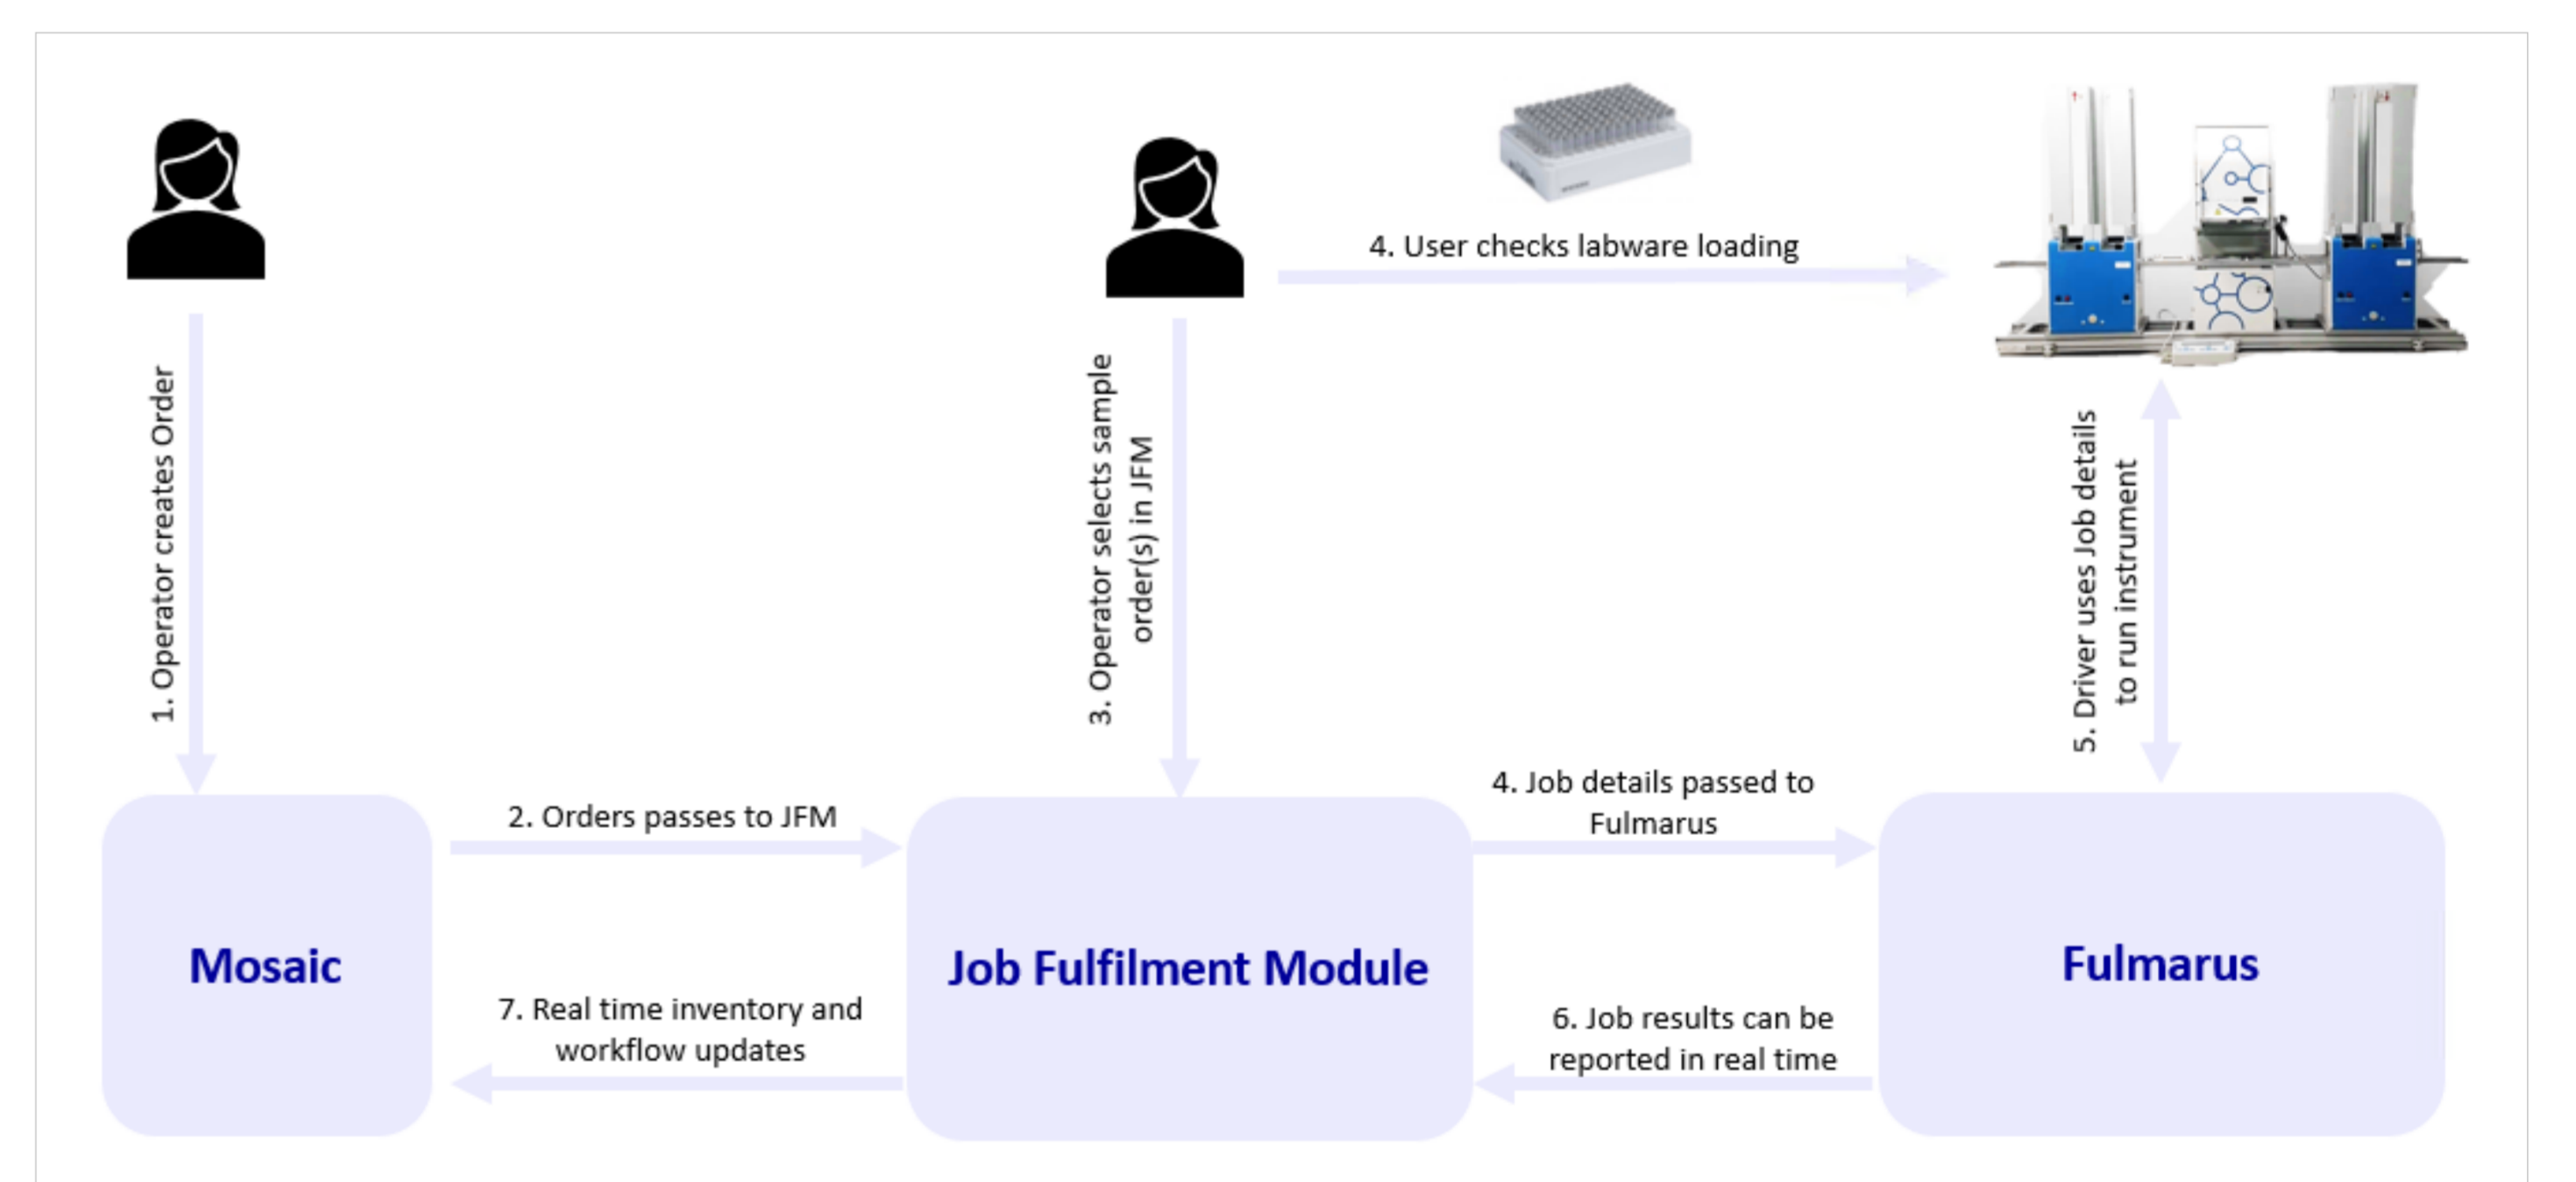 4. User checks labware loading
1. Operator creates Order
3. Operator selects sample
order(s) in JFM
5. Driver uses Job details
to run instrument
2. Orders passes to JFM
4. Job details passed to
Fulmarus
Mosaic
Job Fulfilment Module
Fulmarus
7. Real time inventory and
workflow updates
6. Job results can be
reported in real time